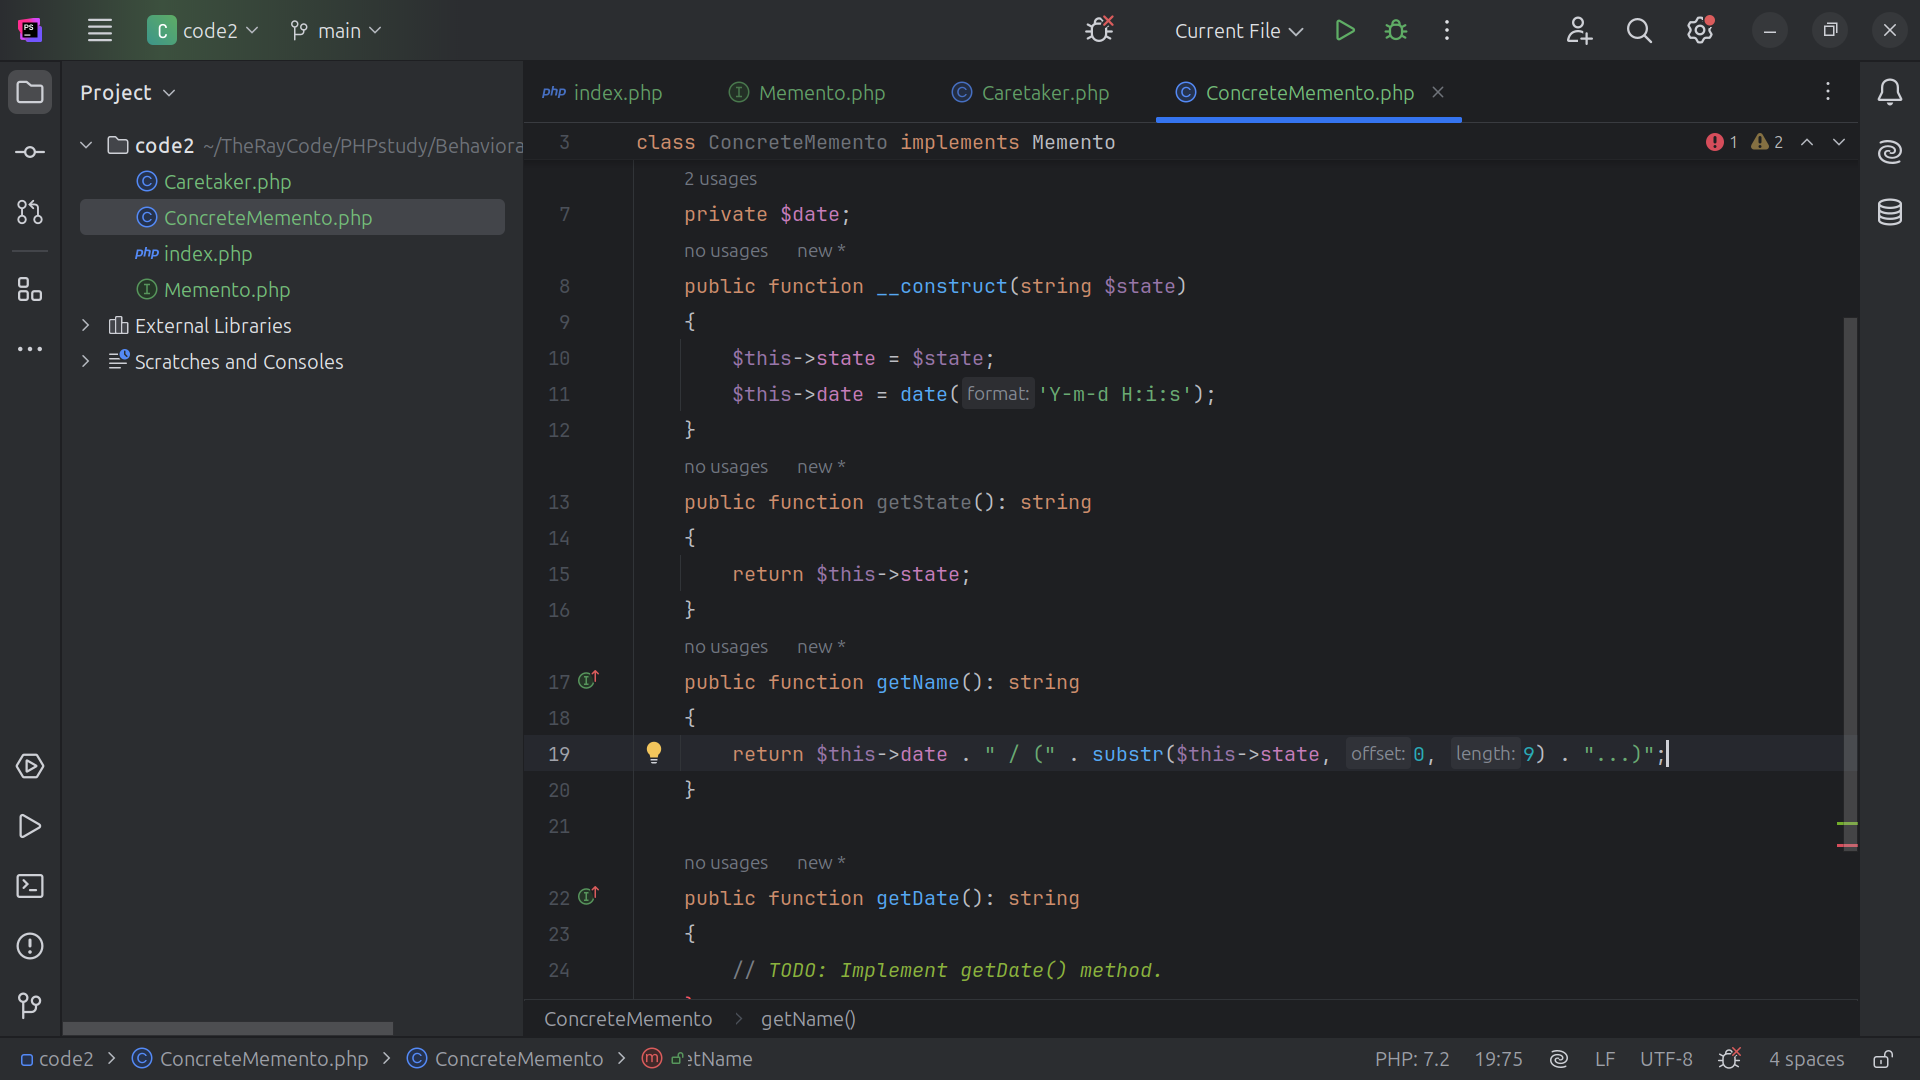 PS
C code2 main Current File
Project
code2 ~/TheRayCode/PHPstudy/Behaviora
Caretaker.php
ConcreteMemento.php
php index.php
Memento.php
External Libraries
Scratches and Consoles
php index.php Memento.php Caretaker.php ConcreteMemento.php
3 class ConcreteMemento implements Memento 1 2
2 usages
7 private $date;
no usages new *
8 public function __construct(string $state)
9 {
10 $this->state = $state;
11 $this->date = date( format: 'Y-m-d H:i:s');
12 }
no usages new *
13 public function getState(): string
14 {
15 return $this->state;
16 }
no usages new *
17 public function getName(): string
18 {
19 return $this->date . " / (" . substr($this->state, offset: 0, length: 9) . "...)";
20 }
21
no usages new *
22 public function getDate(): string
23 {
24 // TODO: Implement getDate() method.
ConcreteMemento > getName()
code2 > ConcreteMemento.php > ConcreteMemento > getName PHP: 7.2 19:75 LF UTF-8 4 spaces